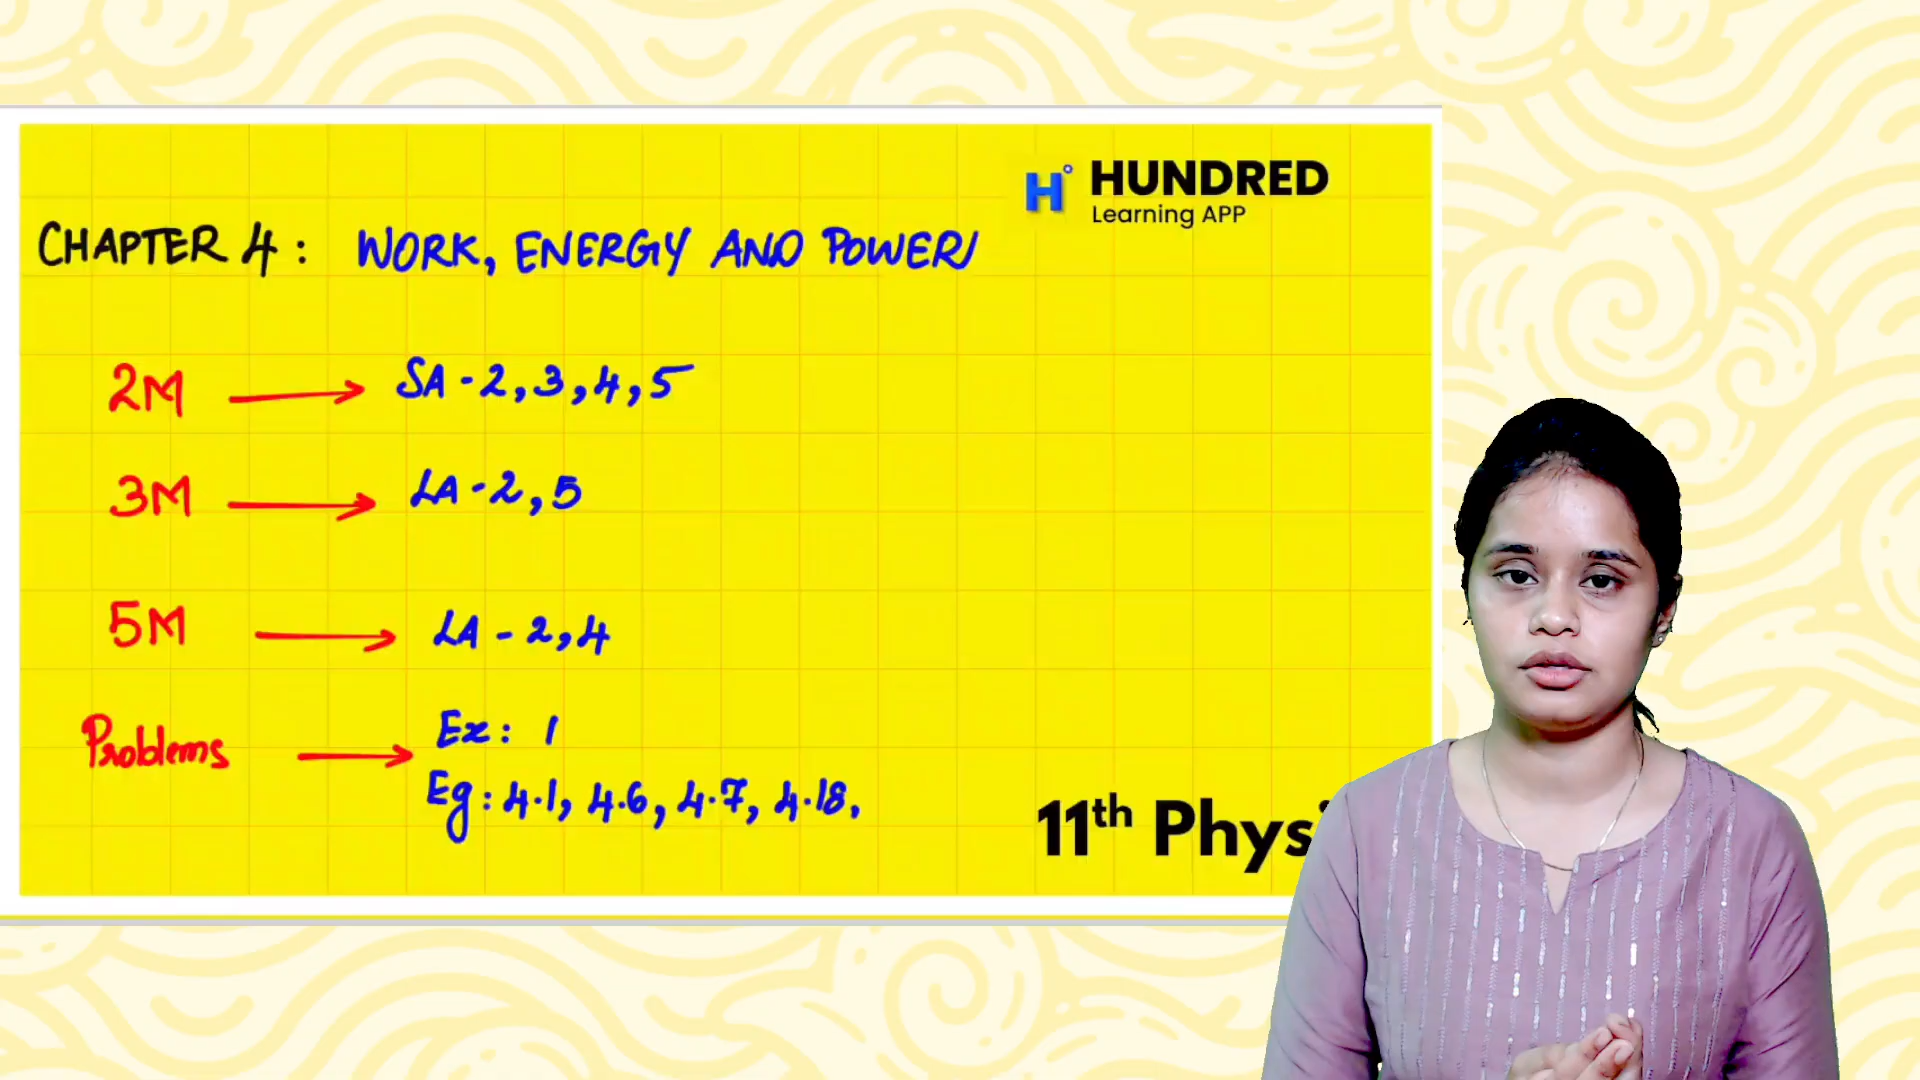 H° HUNDRED
Learning APP
CHAPTER 4 : WORK, ENERGY AND POWER/
2M → SA - 2, 3, 4, 5
3M → LA - 2, 5
5M → LA - 2, 4
Problems → Ex : 1
Eg : 4.1, 4.6, 4.7, 4.18,
11th Physi